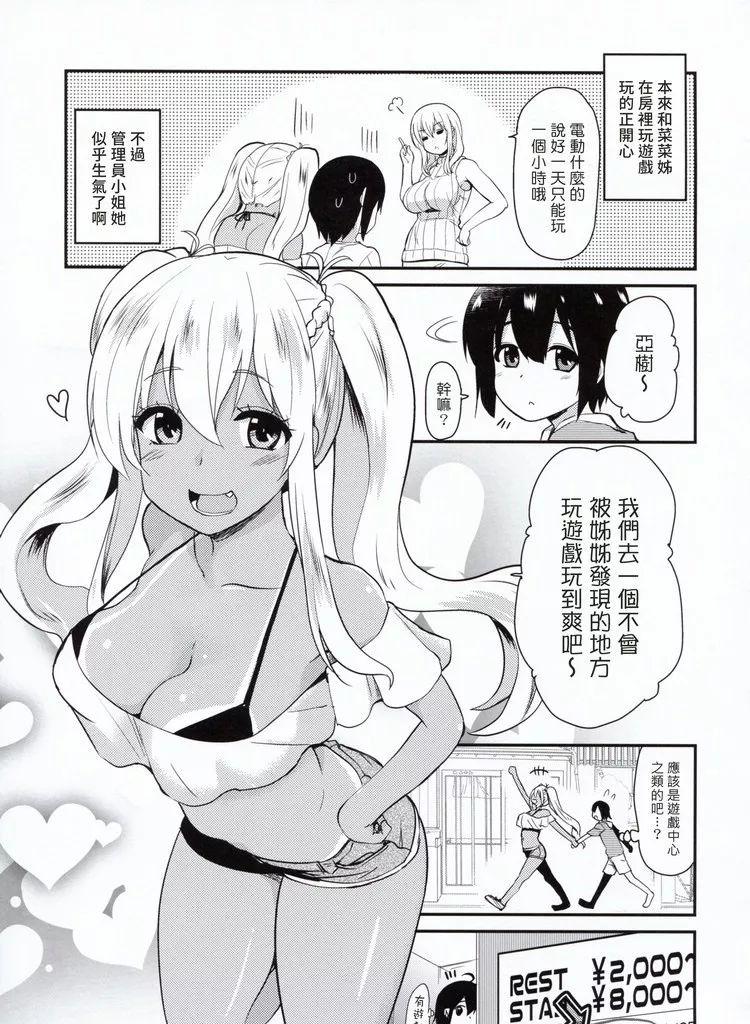 本來和菜菜姊
在房裡玩遊戲
玩的正開心
電動什麼的
說好一天只能玩
一個小時哦
不過
管理員小姐她
似乎生氣了啊
亞樹～
幹嘛？
我們去一個不會
被姊姊發現的地方
玩遊戲玩到爽吧～
應該是遊戲中心
之類的吧…？
REST ¥2,000～
STA ¥8,000～
有遊